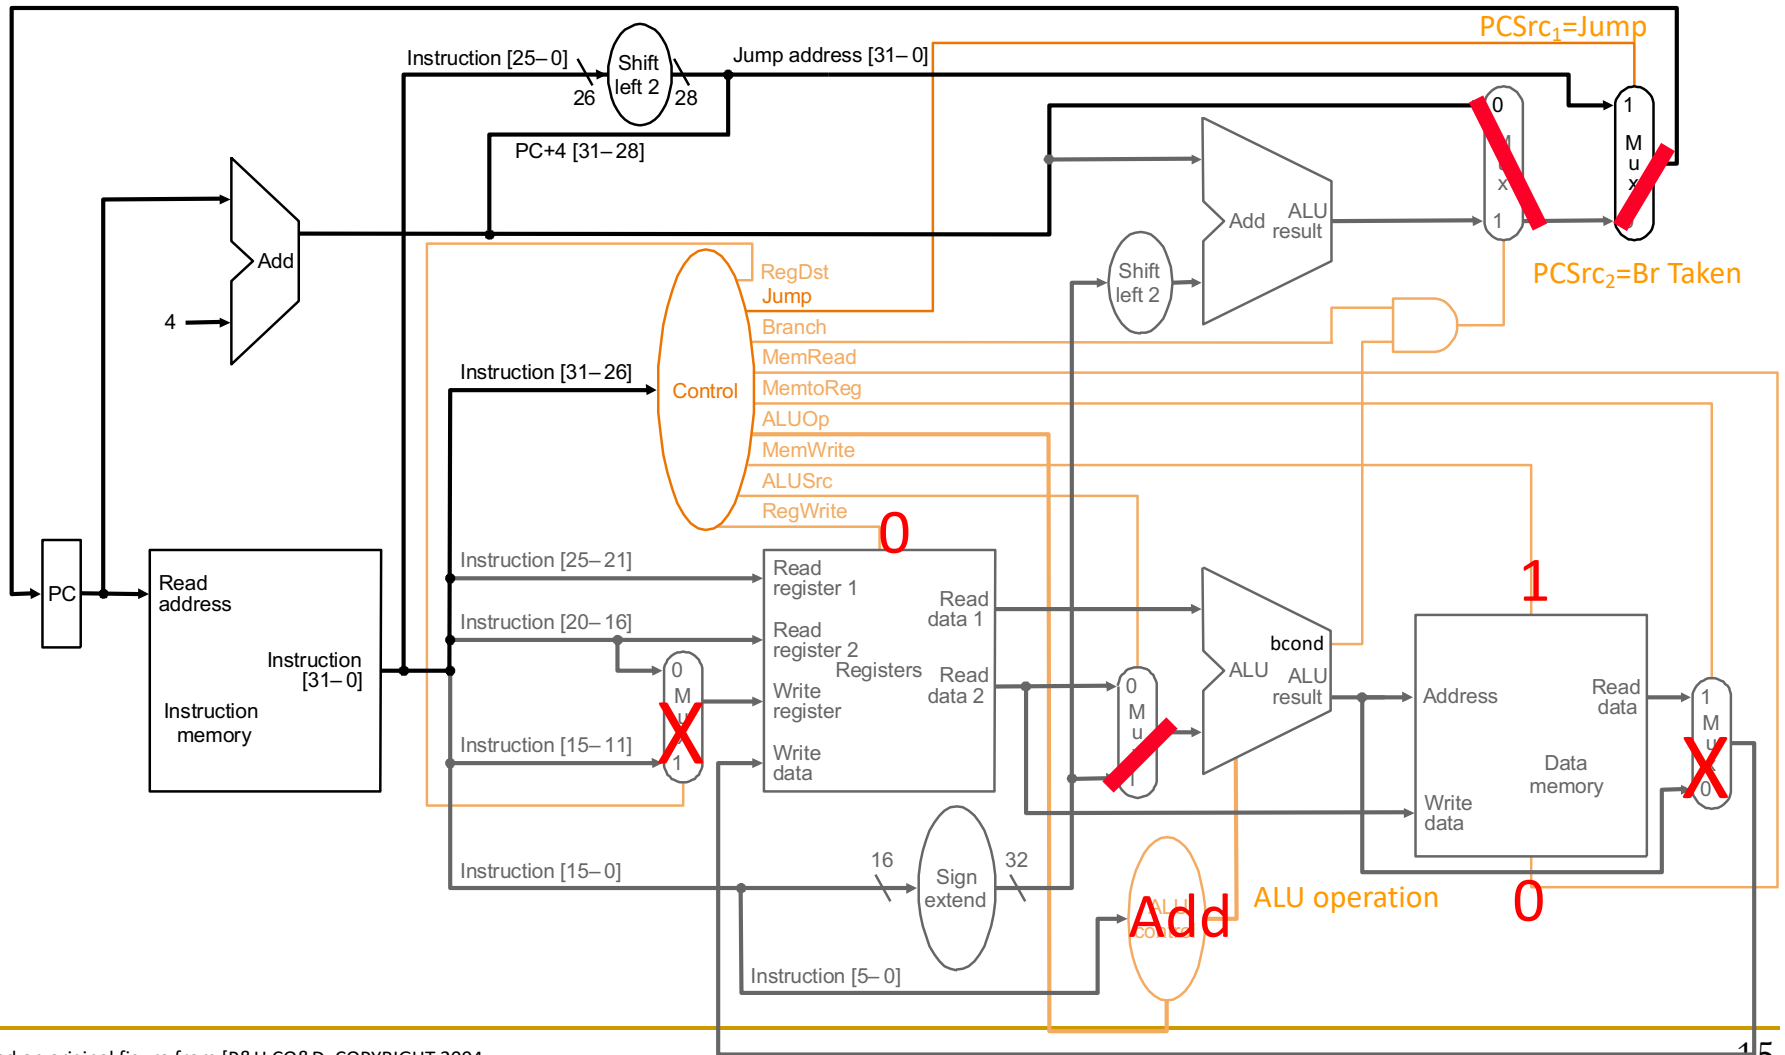 PCSrc1=Jump
Instruction [25–0]
Shift
left 2
Jump address [31–0]
26
28
0
M
u
x
1
1
M
u
x
PC+4 [31–28]
Add
Add
ALU
result
4
Shift
left 2
PCSrc2=Br Taken
RegDst
Jump
Branch
MemRead
MemtoReg
ALUOp
MemWrite
ALUSrc
RegWrite
Instruction [31–26]
Control
0
1
PC
Read
address
Instruction
[31–0]
Instruction
memory
Instruction [25–21]
Instruction [20–16]
Instruction [15–11]
0
M
u
X
1
Read
register 1
Read
register 2
Write
register
Write
data
Registers
Read
data 1
Read
data 2
0
M
u
bcond
ALU
ALU
result
Address
Write
data
Read
data
Data
memory
1
M
u
X
0
Instruction [15–0]
16
Sign
extend
32
ALU
control
Add
ALU operation
0
Instruction [5–0]
15